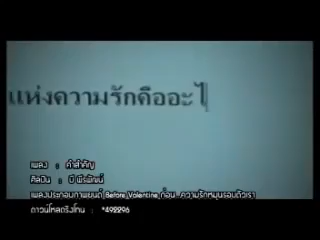 แห่งความรักคืออะไ
เพลง : คำสำคัญ
ศิลปิน : บี พีรพัฒน์
เพลงประกอบภาพยนต์ Before Valentine ก่อน...ความรักหมุนรอบตัวเรา
ดาวน์โหลดริงโทน : *492296